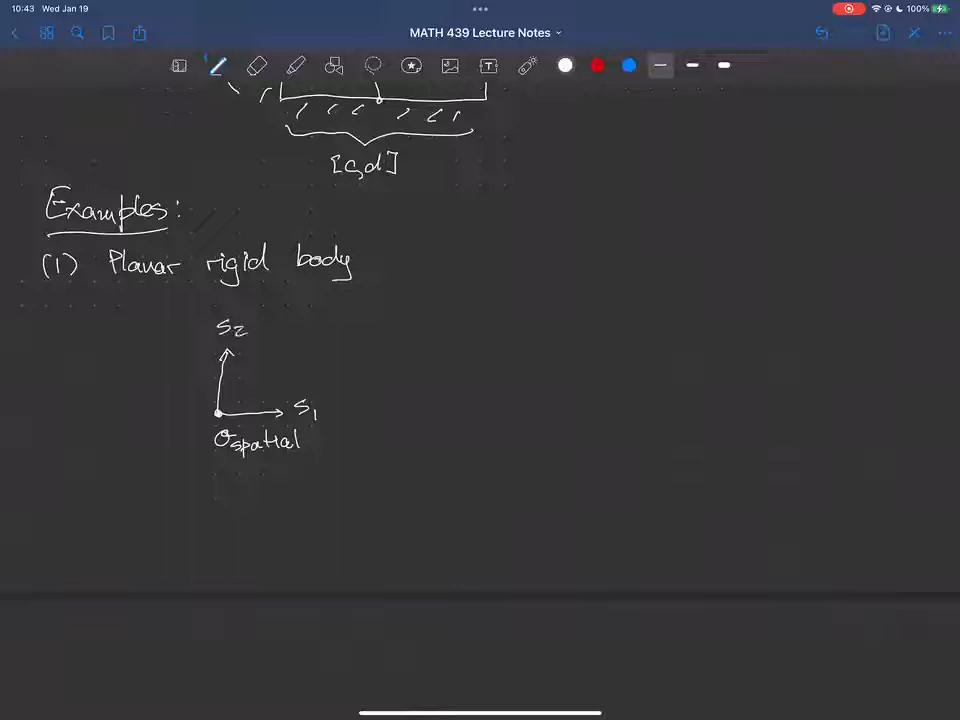 10:43 Wed Jan 19
100%
MATH 439 Lecture Notes
[c,d]
Examples:
(1) Planar rigid body
s2
s1
Ospatial